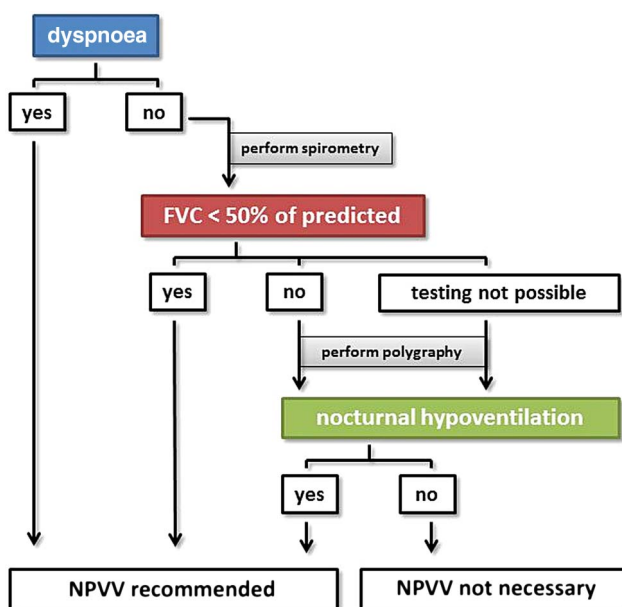 dyspnoea
yes
no
perform spirometry
FVC < 50% of predicted
yes
no
testing not possible
perform polygraphy
nocturnal hypoventilation
yes
no
NPVV recommended
NPVV not necessary